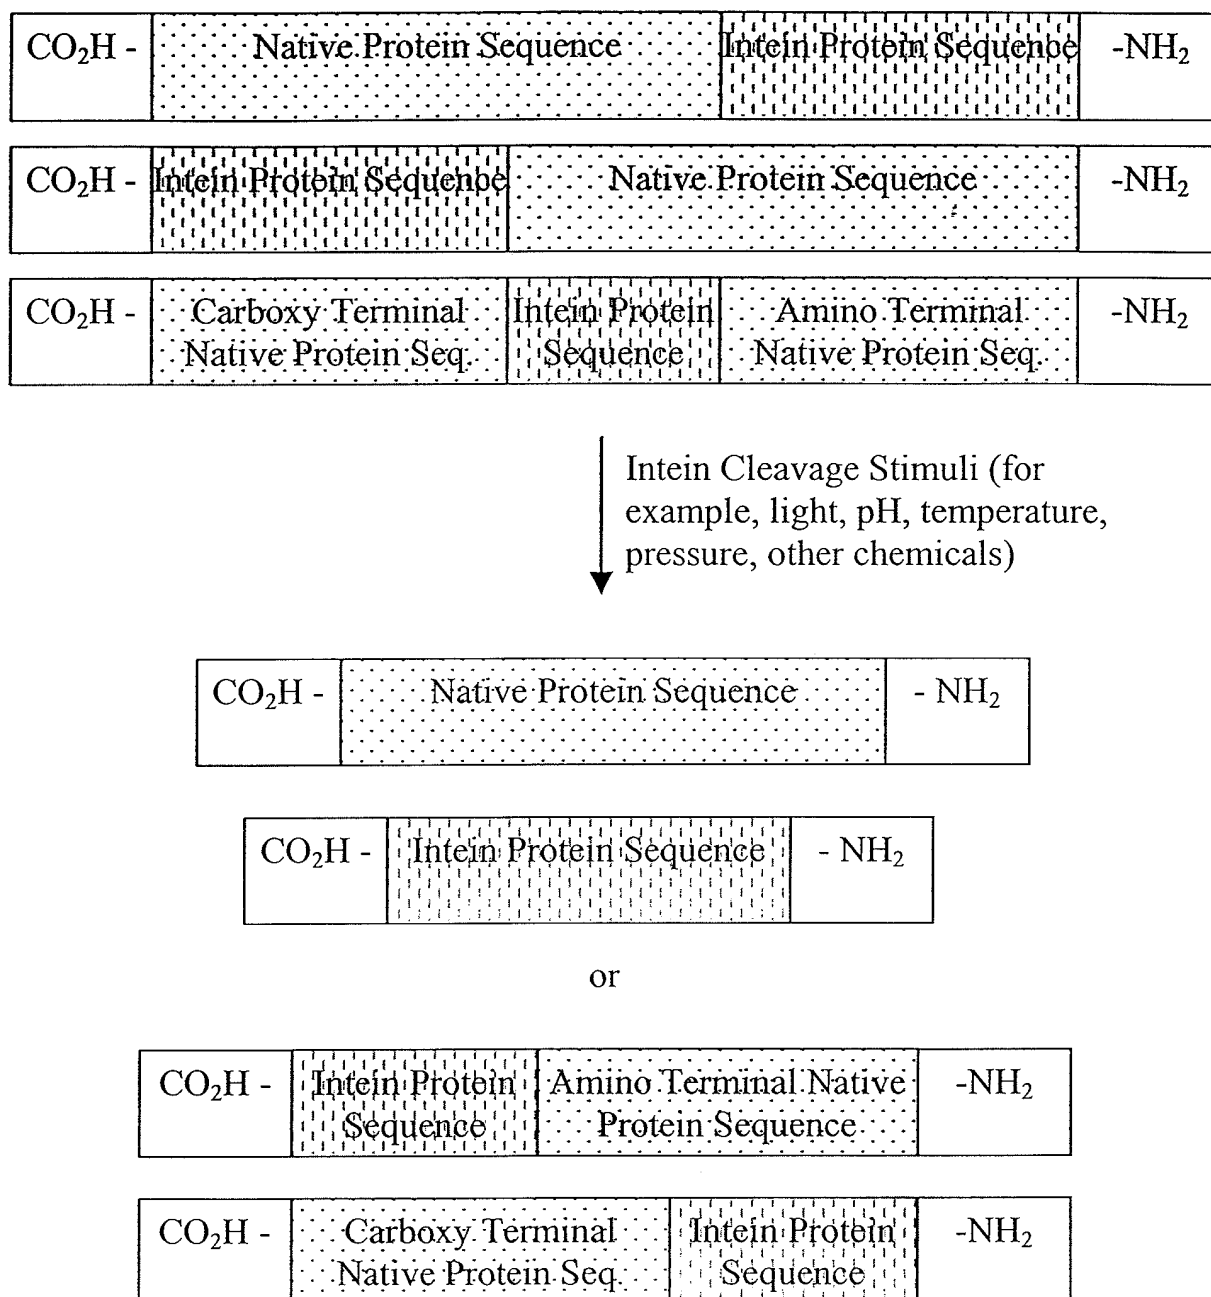 CO₂H - Native Protein Sequence Intein Protein Sequence -NH₂
CO₂H - Intein Protein Sequence Native Protein Sequence -NH₂
CO₂H - Carboxy Terminal Intein Protein Amino Terminal -NH₂
Native Protein Seq. Sequence Native Protein Seq.
Intein Cleavage Stimuli (for
example, light, pH, temperature,
pressure, other chemicals)
CO₂H - Native Protein Sequence - NH₂
CO₂H - Intein Protein Sequence - NH₂
or
CO₂H - Intein Protein Amino Terminal Native -NH₂
Sequence Protein Sequence
CO₂H - Carboxy Terminal Intein Protein -NH₂
Native Protein Seq. Sequence